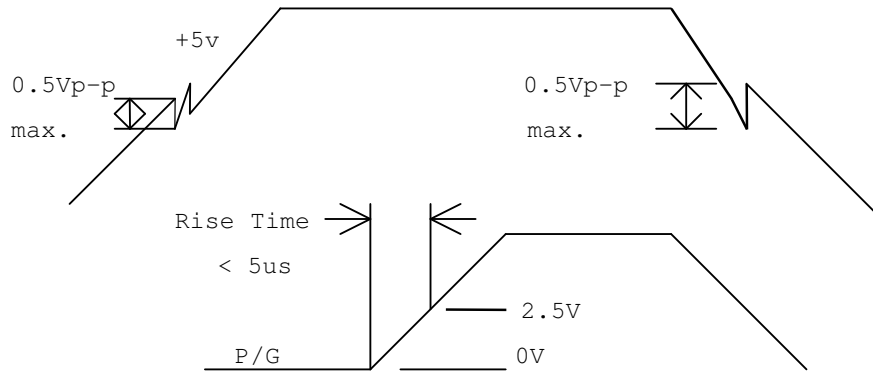 +5v
0.5Vp-p
max.
0.5Vp-p
max.
Rise Time
< 5us
2.5V
P/G
0V